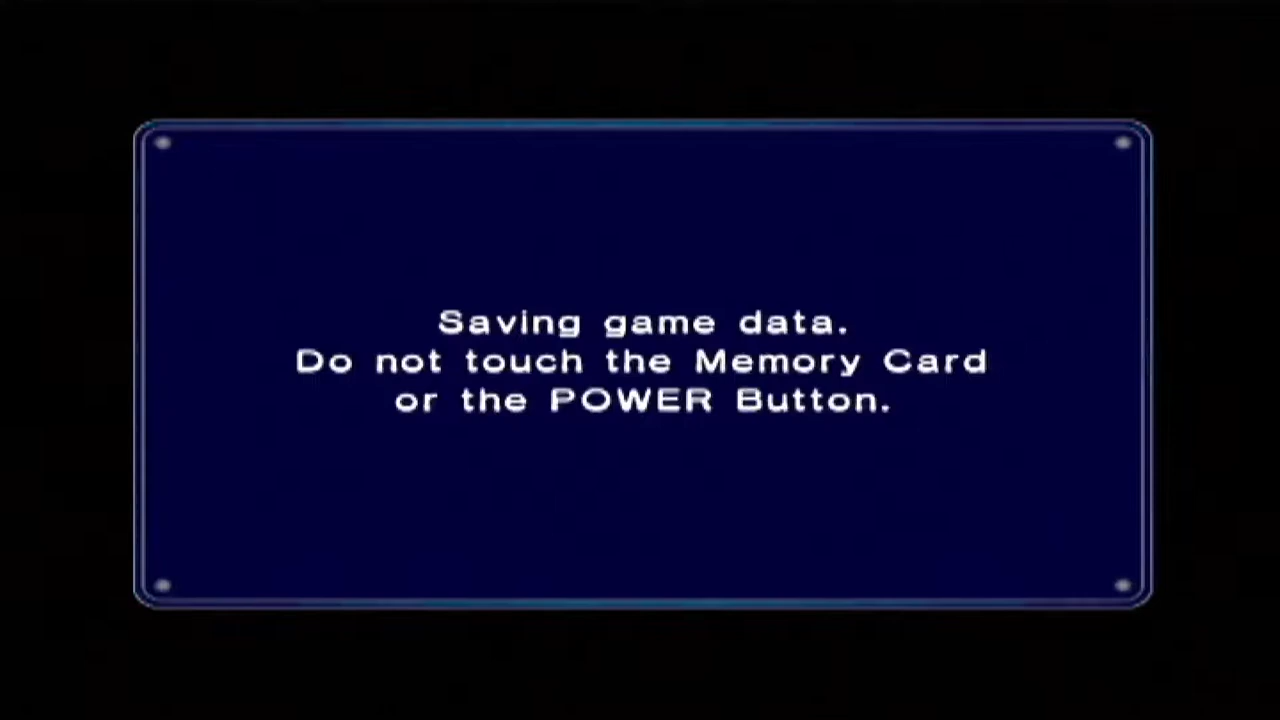 Saving game data.
Do not touch the Memory Card
or the POWER Button.